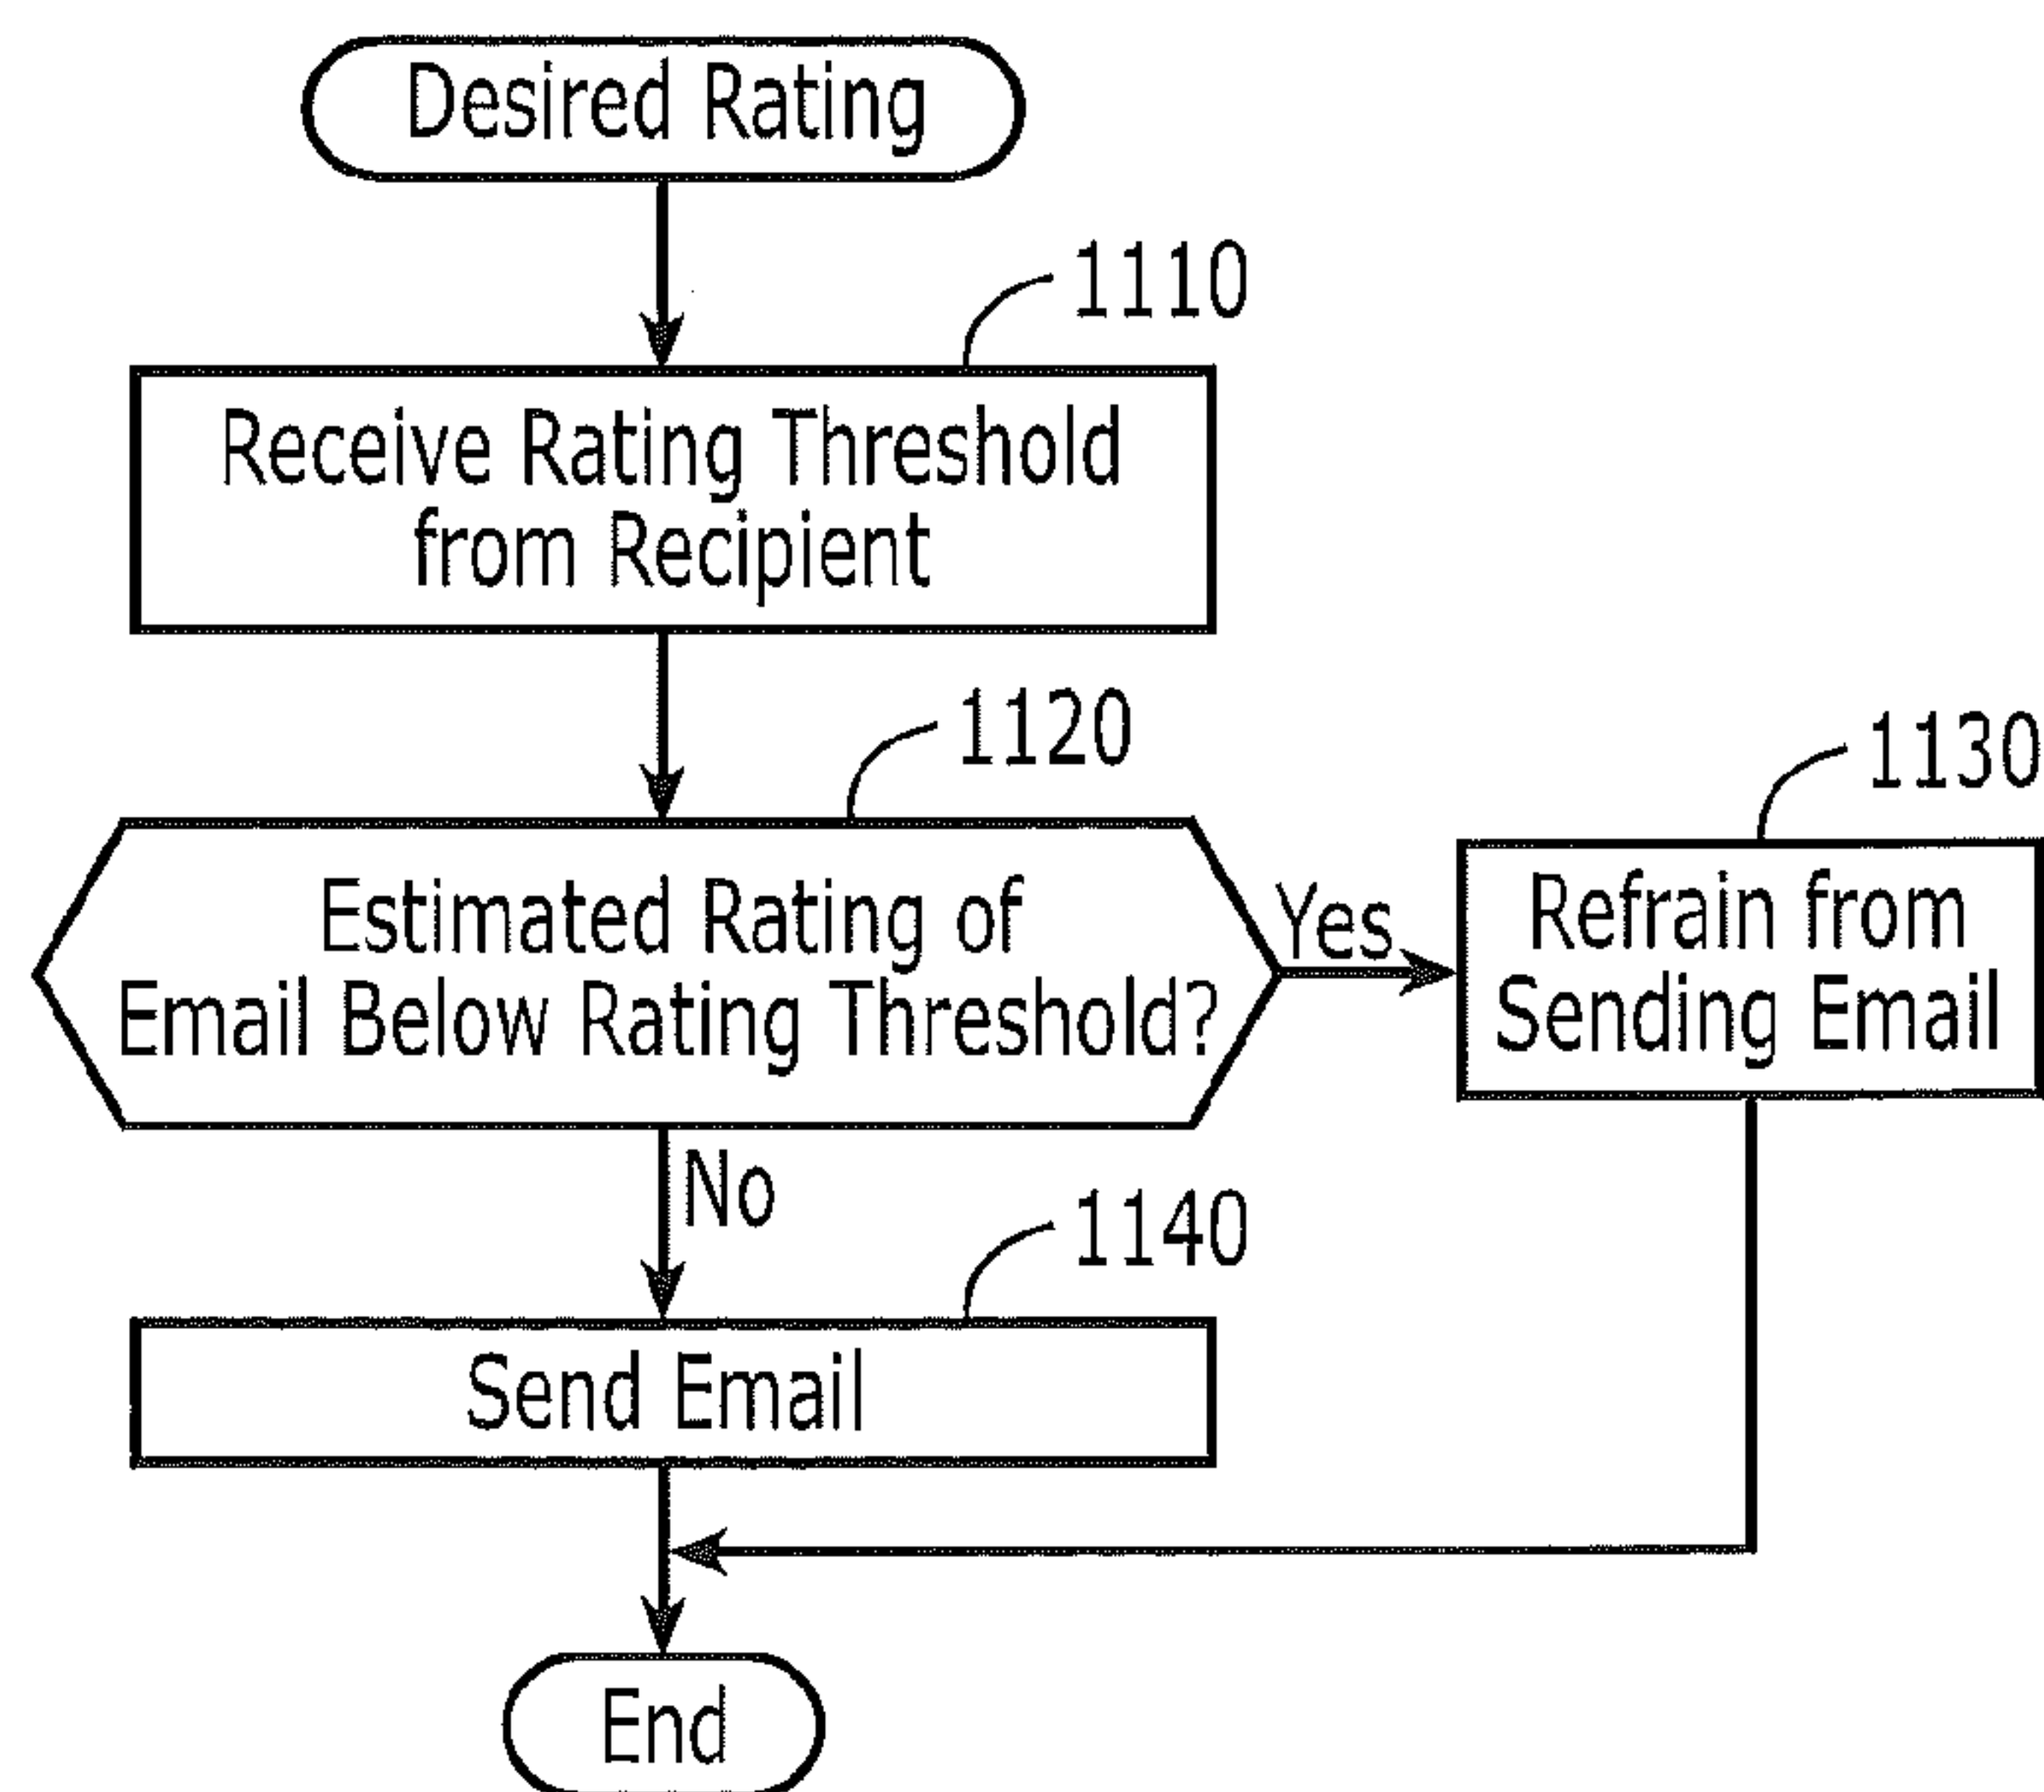 Desired Rating
1110
Receive Rating Threshold
from Recipient
1120
1130
Estimated Rating of
Email Below Rating Threshold?
Yes
Refrain from
Sending Email
No
1140
Send Email
End